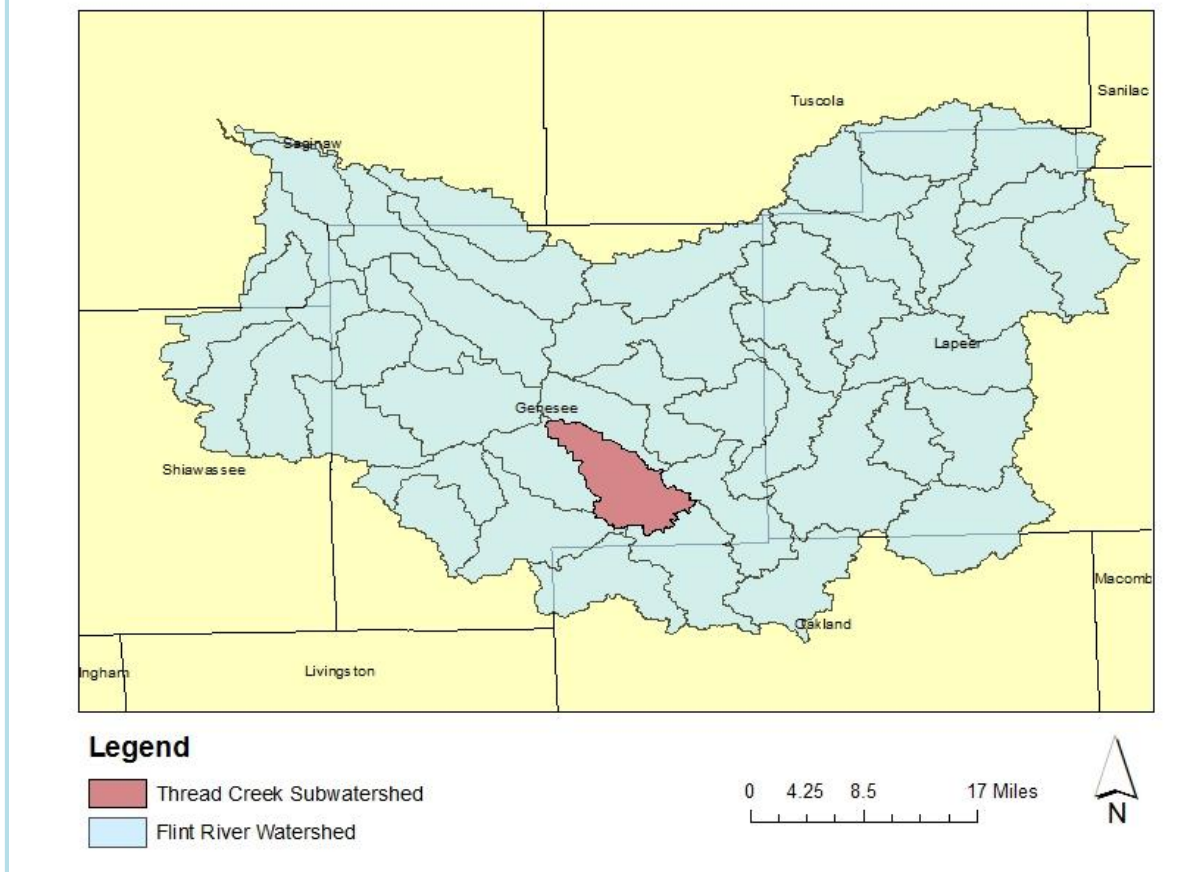 Sanilac
Tuscola
Saginaw
Lapeer
Genesee
Shiawassee
Macomb
Oakland
Ingham
Livingston
Legend
Thread Creek Subwatershed
Flint River Watershed
0 4.25 8.5 17 Miles
N